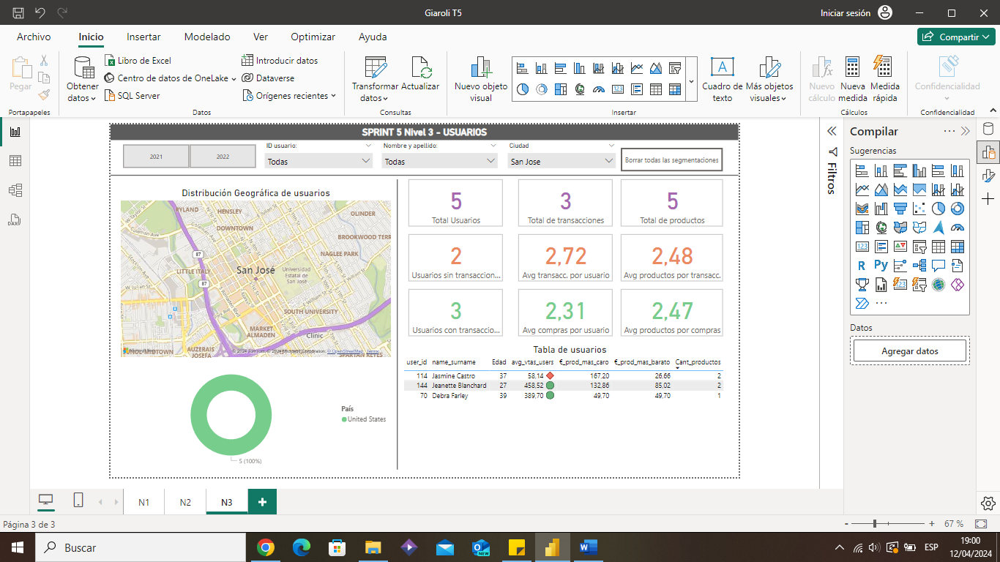 Giaroli T5
Iniciar sesión
Archivo Inicio Insertar Modelado Ver Optimizar Ayuda
Compartir
Pegar
Obtener datos
Libro de Excel
Centro de datos de OneLake
SQL Server
Introducir datos
Dataverse
Orígenes recientes
Transformar datos
Actualizar
Nuevo objeto visual
Cuadro de texto
Más objetos visuales
Nuevo cálculo
Nueva medida
Medida rápida
Confidencialidad
Portapapeles Datos Consultas Insertar Cálculos Confidencialidad
SPRINT 5 Nivel 3 - USUARIOS
2021 2022
ID usuario:
Todas
Nombre y apellido:
Todas
Ciudad
San Jose
Borrar todas las segmentaciones
Distribución Geográfica de usuarios
RYLAND
HENSLEY
OLINDER
DOWNTOWN
BROOKWOOD TERR
NAGLEE PARK
87
LITTLE ITALY
San José
Universidad Estatal de San José
87
SOUTH UNIVERSITY
MARKET ALMADEN
Clinic
AUZERAIS JOSEFA
© 2024 TomTom, © 2024 Microsoft Corporation, © OpenStreetMap Terms
País
United States
5 (100%)
5
Total Usuarios
3
Total de transacciones
5
Total de productos
2
Usuarios sin transaccion...
2,72
Avg transacc. por usuario
2,48
Avg productos por transacc.
3
Usuarios con transaccio...
2,31
Avg compras por usuario
2,47
Avg productos por compras
Tabla de usuarios
user_id name_surname Edad avg_vtas_users €_prod_mas_caro €_prod_mas_barato Cant_productos
114 Jasmine Castro 37 58,14 167,20 26,66 2
144 Jeanette Blanchard 27 458,52 132,86 85,02 2
70 Debra Farley 39 389,70 49,70 49,70 1
Filtros
Compilar
Sugerencias
R Py
123
Datos
Agregar datos
DAX
N1 N2 N3
Página 3 de 3
67 %
Buscar
NEW
ESP
19:00
12/04/2024